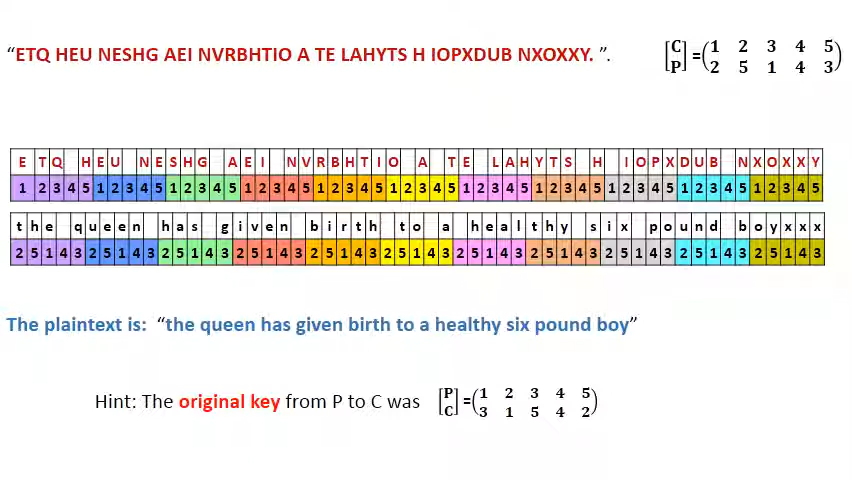 “ETQ HEU NESHG AEI NVRBHTIO A TE LAHYTS H IOPXDUB NXOXXY. ”.
[C P] =(1 2 3 4 5
2 5 1 4 3)
E T Q H E U N E S H G A E I N V R B H T I O A T E L A H Y T S H I O P X D U B N X O X X Y
1 2 3 4 5 1 2 3 4 5 1 2 3 4 5 1 2 3 4 5 1 2 3 4 5 1 2 3 4 5 1 2 3 4 5 1 2 3 4 5 1 2 3 4 5 1 2 3 4 5 1 2 3 4 5
t h e q u e e n h a s g i v e n b i r t h t o a h e a l t h y s i x p o u n d b o y x x x
2 5 1 4 3 2 5 1 4 3 2 5 1 4 3 2 5 1 4 3 2 5 1 4 3 2 5 1 4 3 2 5 1 4 3 2 5 1 4 3 2 5 1 4 3 2 5 1 4 3 2 5 1 4 3
The plaintext is: “the queen has given birth to a healthy six pound boy”
Hint: The original key from P to C was [P C] =(1 2 3 4 5
3 1 5 4 2)